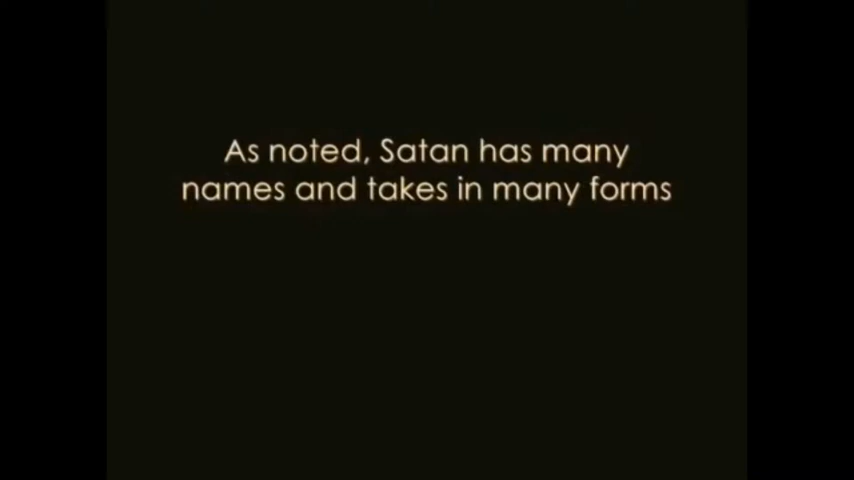 As noted, Satan has many
names and takes in many forms